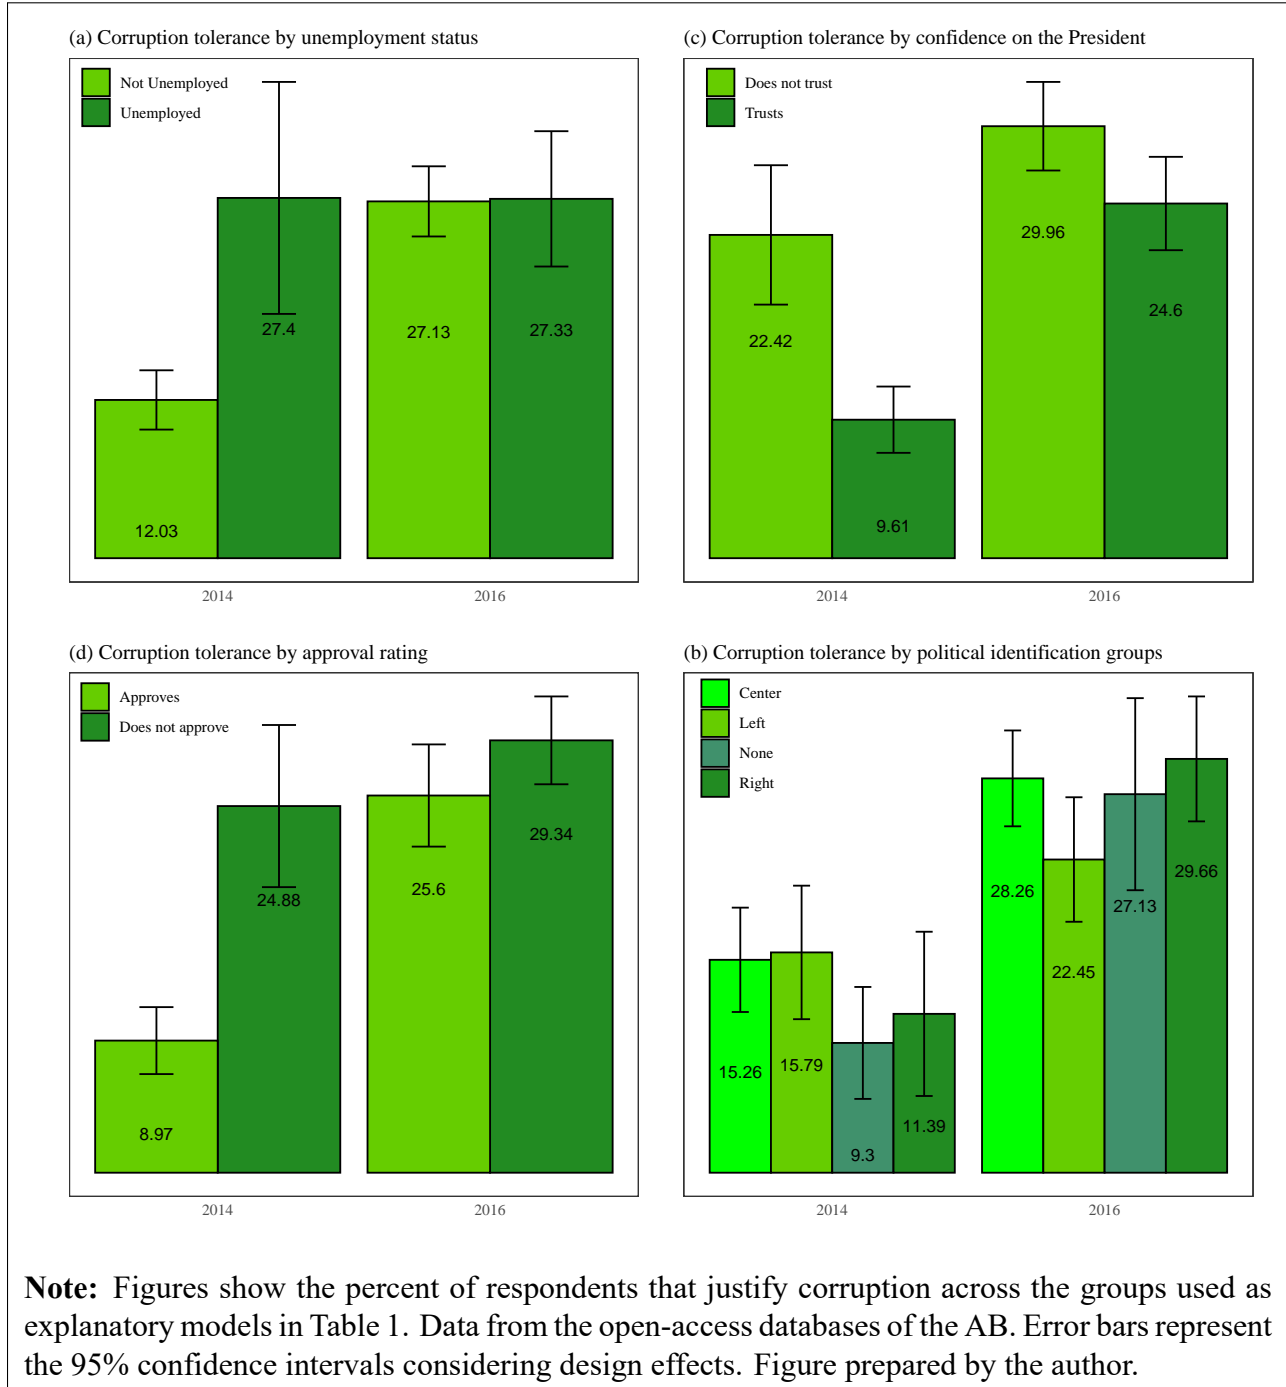 (a) Corruption tolerance by unemployment status
Not Unemployed
Unemployed
12.03
27.4
27.13
27.33
2014
2016
(c) Corruption tolerance by confidence on the President
Does not trust
Trusts
22.42
9.61
29.96
24.6
2014
2016
(d) Corruption tolerance by approval rating
Approves
Does not approve
8.97
24.88
25.6
29.34
2014
2016
(b) Corruption tolerance by political identification groups
Center
Left
None
Right
15.26
15.79
9.3
11.39
28.26
22.45
27.13
29.66
2014
2016
Note: Figures show the percent of respondents that justify corruption across the groups used as
explanatory models in Table 1. Data from the open-access databases of the AB. Error bars represent
the 95% confidence intervals considering design effects. Figure prepared by the author.